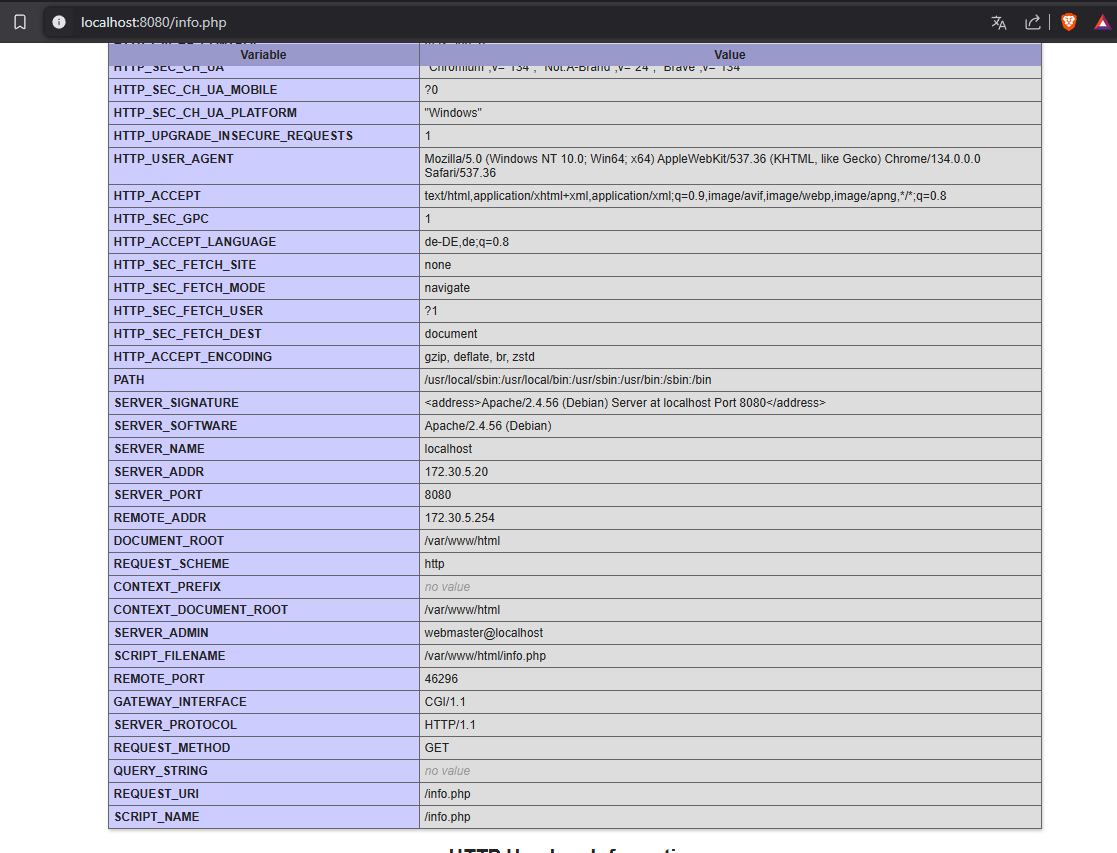 localhost:8080/info.php
Variable Value
HTTP_SEC_CH_UA "Chromium";v="134", "Not:A-Brand";v="24", "Brave";v="134"
HTTP_SEC_CH_UA_MOBILE ?0
HTTP_SEC_CH_UA_PLATFORM "Windows"
HTTP_UPGRADE_INSECURE_REQUESTS 1
HTTP_USER_AGENT Mozilla/5.0 (Windows NT 10.0; Win64; x64) AppleWebKit/537.36 (KHTML, like Gecko) Chrome/134.0.0.0
Safari/537.36
HTTP_ACCEPT text/html,application/xhtml+xml,application/xml;q=0.9,image/avif,image/webp,image/apng,*/*;q=0.8
HTTP_SEC_GPC 1
HTTP_ACCEPT_LANGUAGE de-DE,de;q=0.8
HTTP_SEC_FETCH_SITE none
HTTP_SEC_FETCH_MODE navigate
HTTP_SEC_FETCH_USER ?1
HTTP_SEC_FETCH_DEST document
HTTP_ACCEPT_ENCODING gzip, deflate, br, zstd
PATH /usr/local/sbin:/usr/local/bin:/usr/sbin:/usr/bin:/sbin:/bin
SERVER_SIGNATURE <address>Apache/2.4.56 (Debian) Server at localhost Port 8080</address>
SERVER_SOFTWARE Apache/2.4.56 (Debian)
SERVER_NAME localhost
SERVER_ADDR 172.30.5.20
SERVER_PORT 8080
REMOTE_ADDR 172.30.5.254
DOCUMENT_ROOT /var/www/html
REQUEST_SCHEME http
CONTEXT_PREFIX no value
CONTEXT_DOCUMENT_ROOT /var/www/html
SERVER_ADMIN webmaster@localhost
SCRIPT_FILENAME /var/www/html/info.php
REMOTE_PORT 46296
GATEWAY_INTERFACE CGI/1.1
SERVER_PROTOCOL HTTP/1.1
REQUEST_METHOD GET
QUERY_STRING no value
REQUEST_URI /info.php
SCRIPT_NAME /info.php